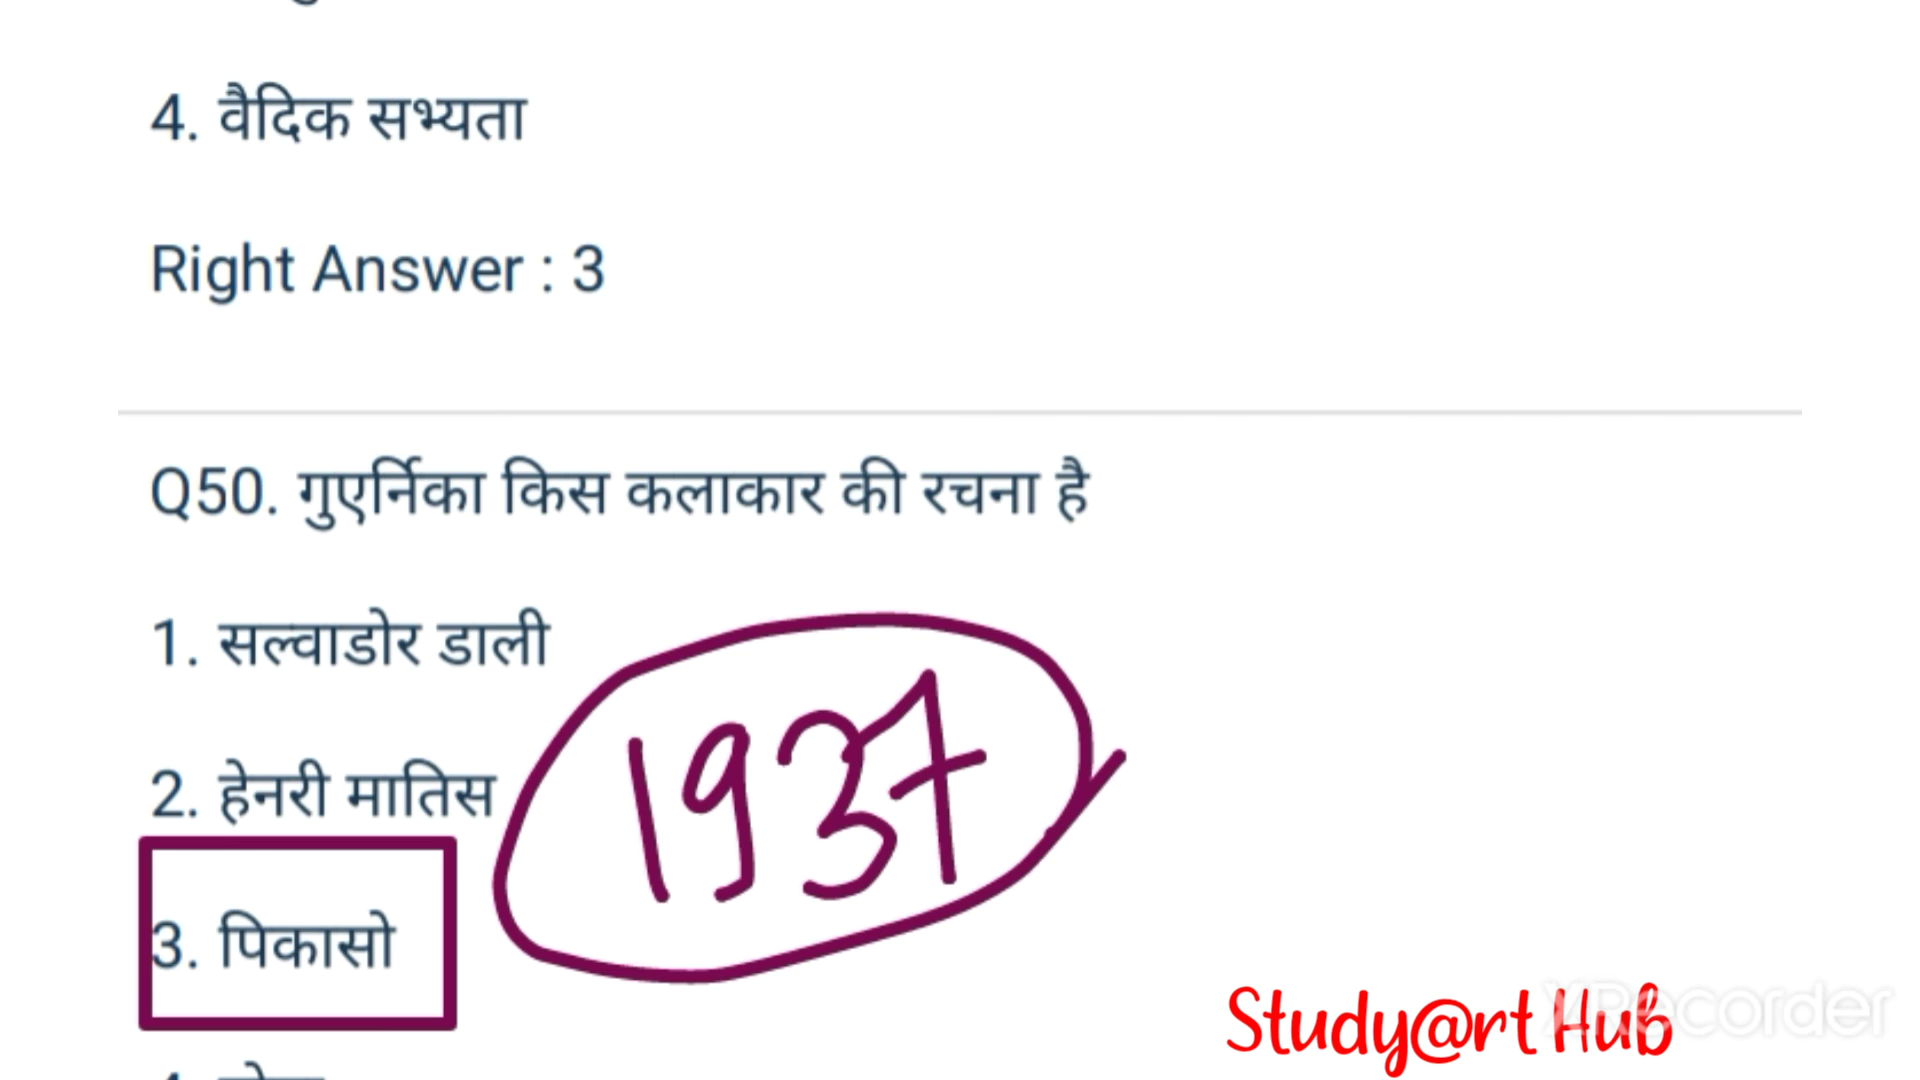 4. वैदिक सभ्यता
Right Answer : 3
Q50. गुएर्निका किस कलाकार की रचना है
1. सल्वाडोर डाली
2. हेनरी मातिस
1937
3. पिकासो
Study@rt Hub
XRecorder